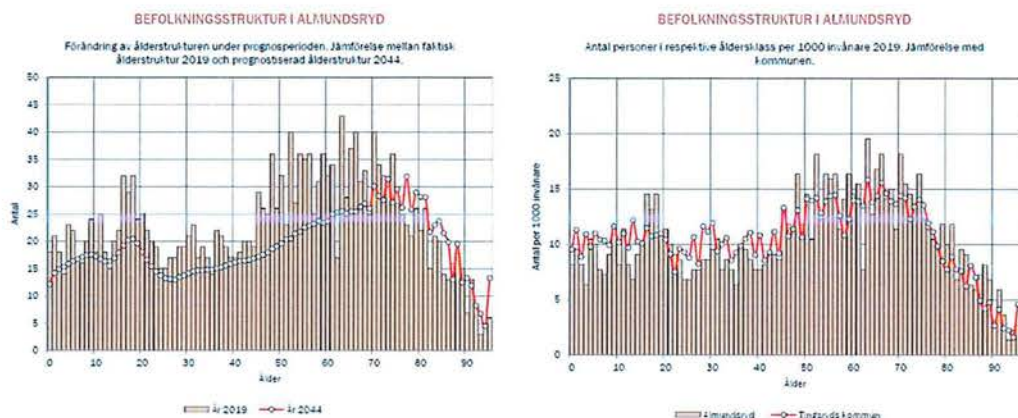 BEFOLKNINGSSTRUKTUR I ALMUNDSRYD
Förändring av ålderstrukturen under prognosperioden. Jämförelse mellan faktisk
ålderstruktur 2019 och prognostiserad ålderstruktur 2044.
50
45
40
35
30
25
20
15
10
5
0
Antal
0 10 20 30 40 50 60 70 80 90
Ålder
År 2019 År 2044
BEFOLKNINGSSTRUKTUR I ALMUNDSRYD
Antal personer i respektive åldersklass per 1000 invånare 2019. Jämförelse med
kommunen.
25
20
15
10
5
0
Antal per 1000 invånare
0 10 20 30 40 50 60 70 80 90
Ålder
Almundsryd Tingsryds kommun